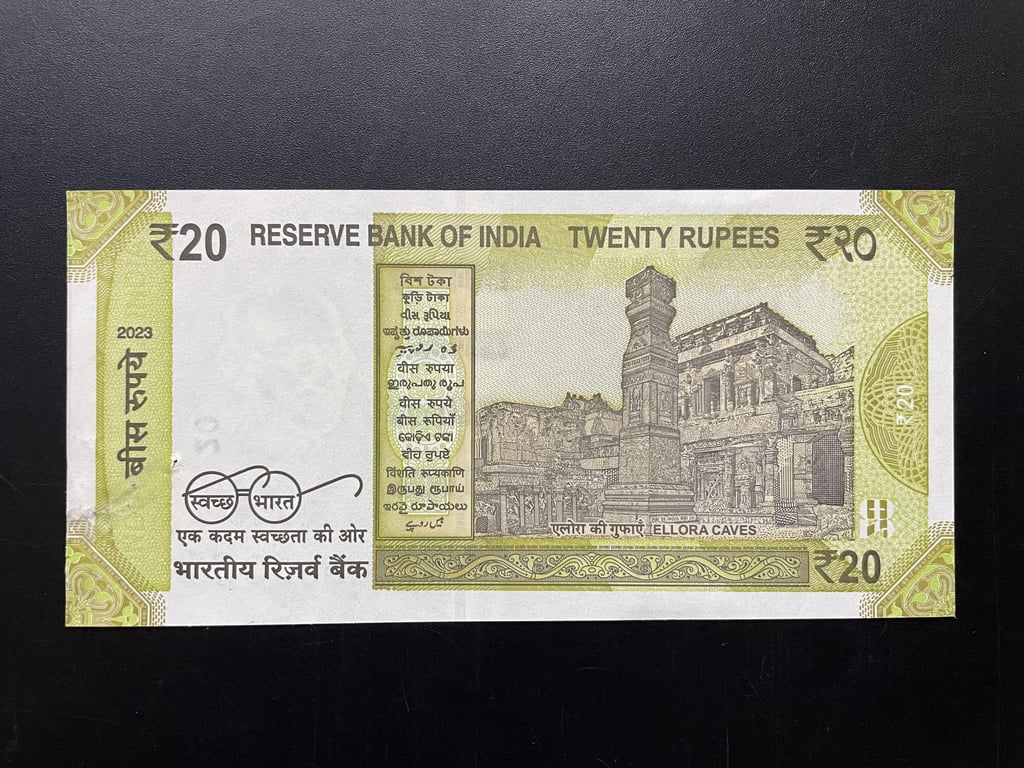 ₹20 RESERVE BANK OF INDIA TWENTY RUPEES ₹२०
2023
बीस रुपये
বিশ টকা
কুড়ি টাকা
વીસ રૂપિયા
ಇಪ್ಪತ್ತು ರೂಪಾಯಿಗಳು
वीस रुपया
ഇരുപതു രൂപ
वीस रुपये
बीस रुपियाँ
କୋଡ଼ିଏ ଟଙ୍କା
ਵੀਹ ਰੁਪਏ
विंशति रूप्यकाणि
இருபது ரூபாய்
ఇరవై రూపాయలు
بیس روپے
₹20
स्वच्छ भारत
एक कदम स्वच्छता की ओर
भारतीय रिज़र्व बैंक
एलोरा की गुफाएं ELLORA CAVES
₹20